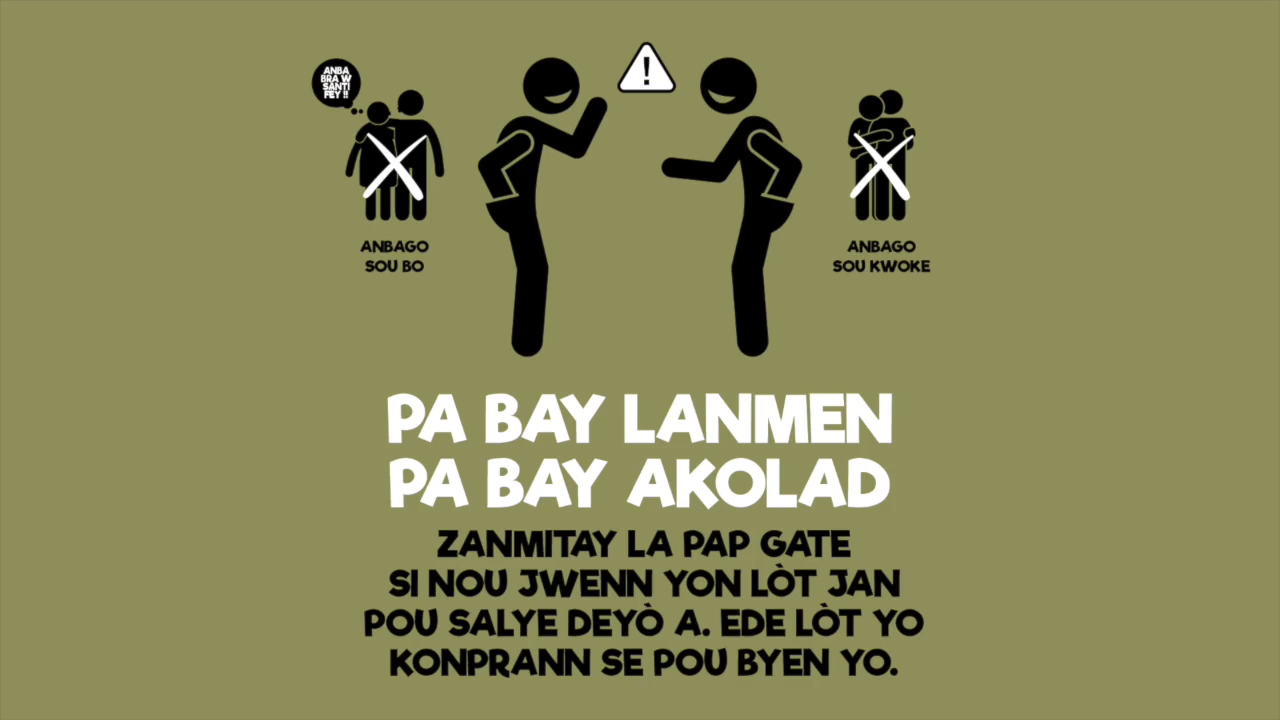 ANBA
BRA W
SANTI
FEY !!
!
ANBAGO
SOU BO
ANBAGO
SOU KWOKE
PA BAY LANMEN
PA BAY AKOLAD
ZANMITAY LA PAP GATE
SI NOU JWENN YON LÒT JAN
POU SALYE DEYÒ A. EDE LÒT YO
KONPRANN SE POU BYEN YO.